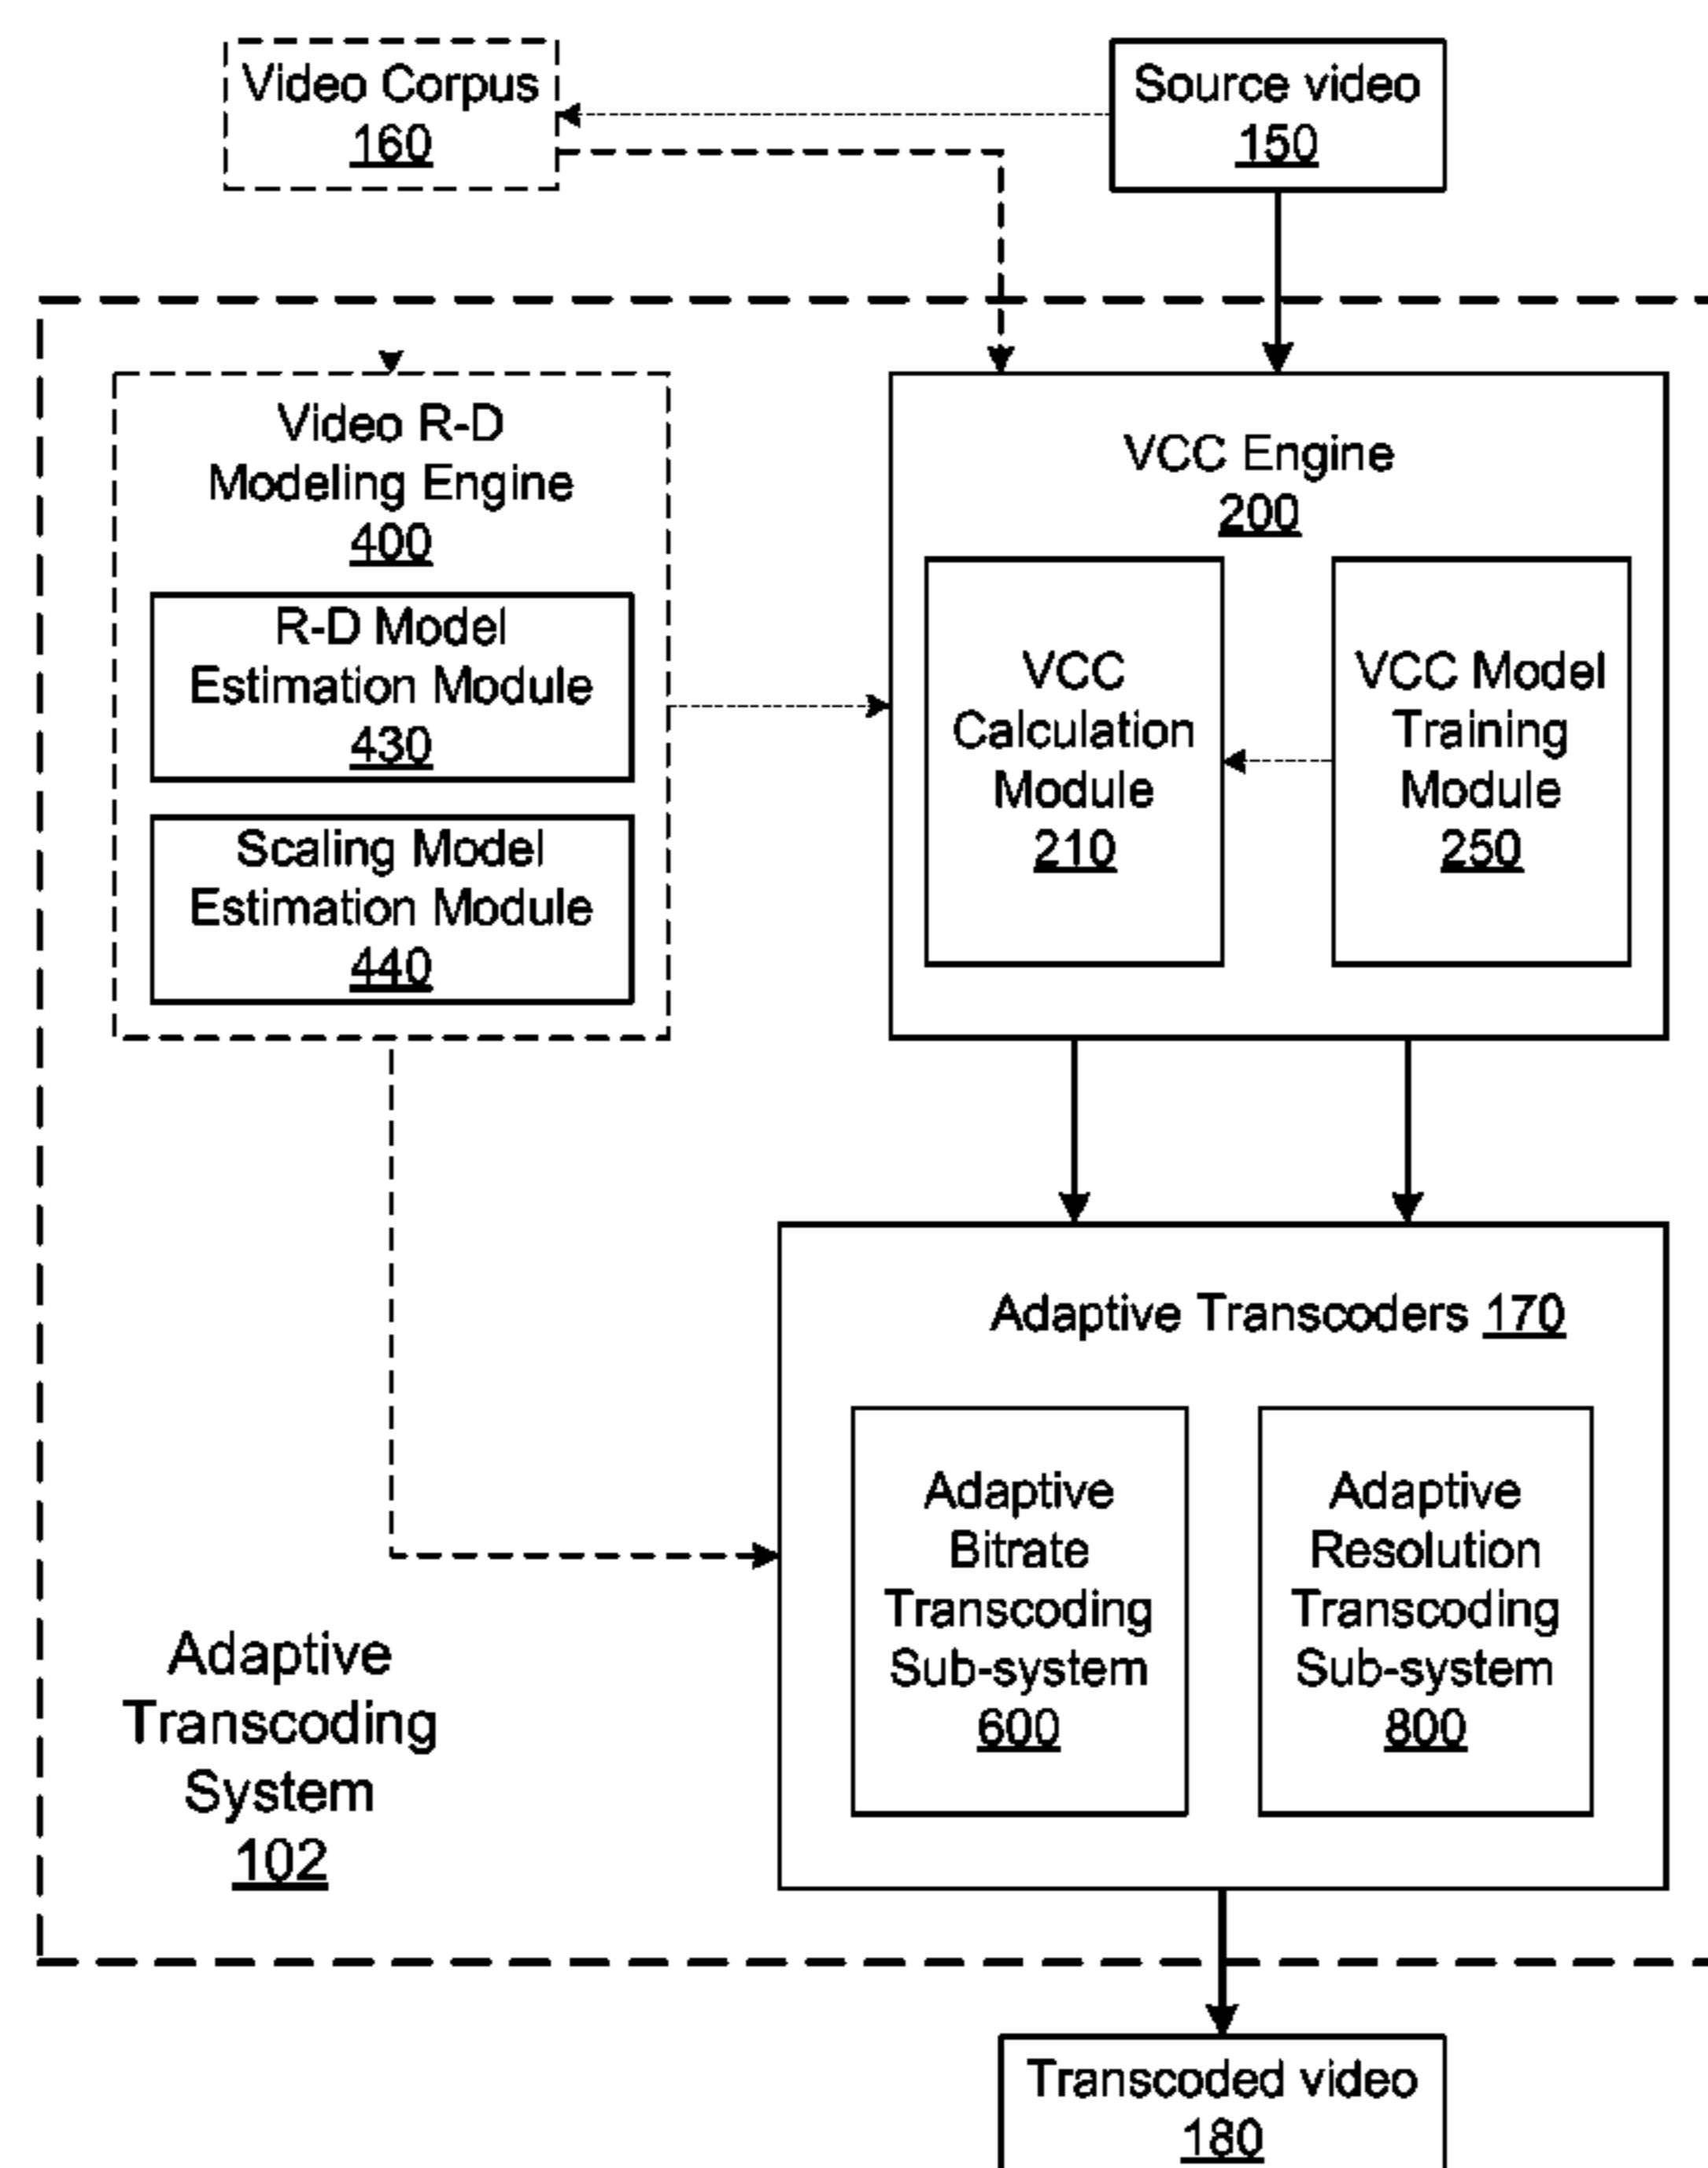 Video Corpus
160
Source video
150
Video R-D
Modeling Engine
400
R-D Model
Estimation Module
430
Scaling Model
Estimation Module
440
VCC Engine
200
VCC
Calculation
Module
210
VCC Model
Training
Module
250
Adaptive Transcoders 170
Adaptive
Bitrate
Transcoding
Sub-system
600
Adaptive
Resolution
Transcoding
Sub-system
800
Adaptive
Transcoding
System
102
Transcoded video
180